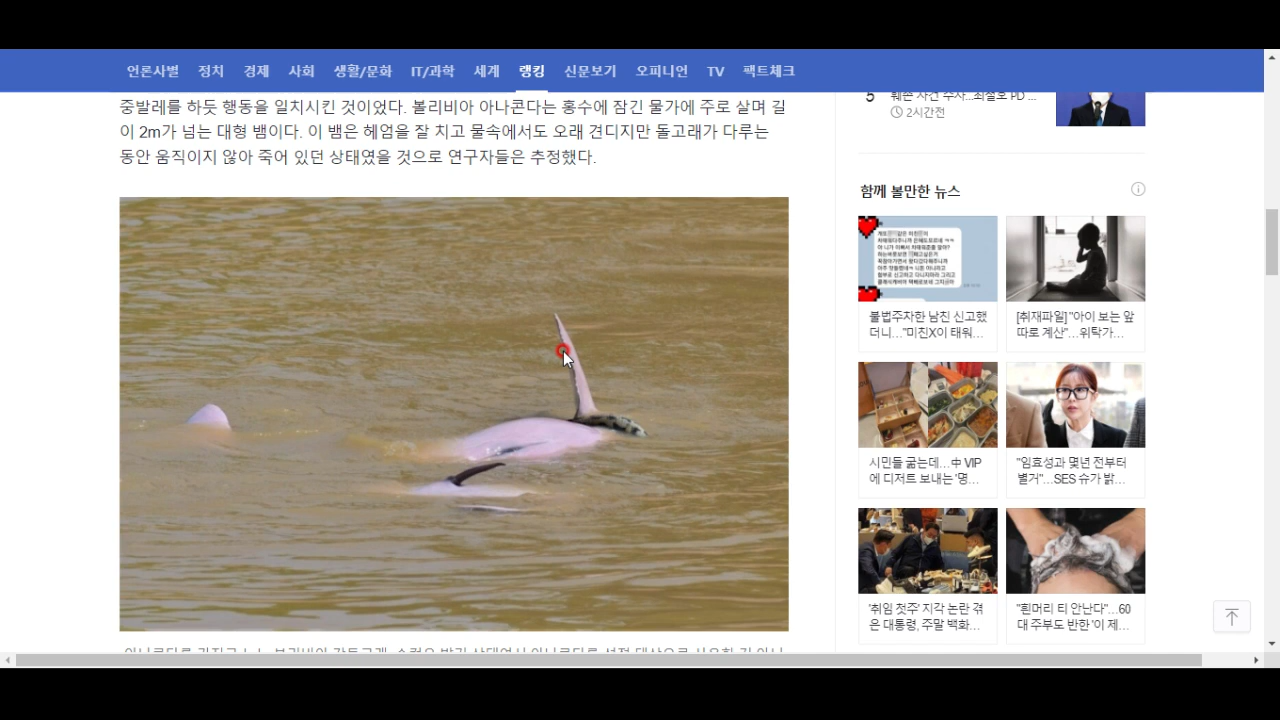 언론사별 정치 경제 사회 생활/문화 IT/과학 세계 랭킹 신문보기 오피니언 TV 팩트체크
중발레를 하듯 행동을 일치시킨 것이었다. 볼리비아 아나콘다는 홍수에 잠긴 물가에 주로 살며 길
이 2m가 넘는 대형 뱀이다. 이 뱀은 헤엄을 잘 치고 물속에서도 오래 견디지만 돌고래가 다루는
동안 움직이지 않아 죽어 있던 상태였을 것으로 연구자들은 추정했다.
5
훼손 사건 수사...최설호 PD ...
2시간전
함께 볼만한 뉴스
불법주차한 남친 신고했
더니…"미친X이 태워…
[취재파일] "아이 보는 앞
따로 계산"…위탁가…
시민들 굶는데…中 VIP
에 디저트 보내는 '명…
"임효성과 몇년 전부터
별거"…SES 슈가 밝…
'취임 첫주' 지각 논란 겪
은 대통령, 주말 백화…
"흰머리 티 안난다"…60
대 주부도 반한 '이 제…